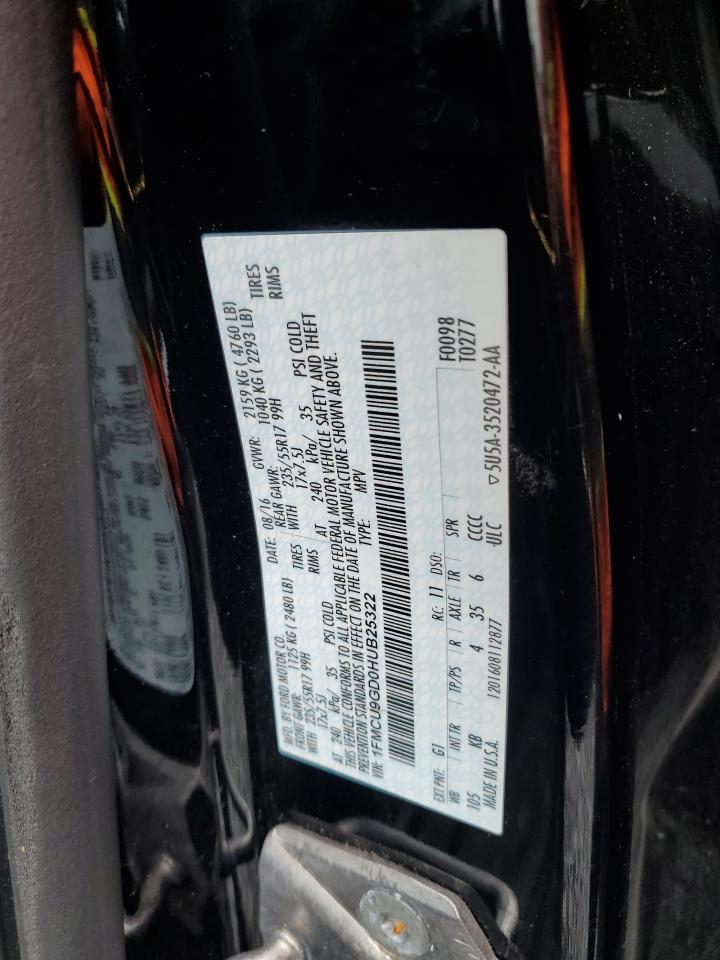 MFD. BY FORD MOTOR CO.
DATE: 08/16 GVWR: 2159 KG ( 4760 LB)
FRONT GAWR: 1125 KG ( 2480 LB) REAR GAWR: 1040 KG ( 2293 LB)
WITH 235/55R17 99H TIRES WITH 235/55R17 99H TIRES
17x7.5J RIMS 17x7.5J RIMS
AT 240 kPa/ 35 PSI COLD AT 240 kPa/ 35 PSI COLD
THIS VEHICLE CONFORMS TO ALL APPLICABLE FEDERAL MOTOR VEHICLE SAFETY AND THEFT
PREVENTION STANDARDS IN EFFECT ON THE DATE OF MANUFACTURE SHOWN ABOVE.
VIN: 1FMCU9GD0HUB25322 TYPE: MPV
EXT PNT: G1 RC: 11 DSO: F0098
WB INT TR TP/PS R AXLE TR SPR T0277
105 KB 4 35 6 CCCC
MADE IN U.S.A. 1201608112877 ULC
▽5U5A-3520472-AA